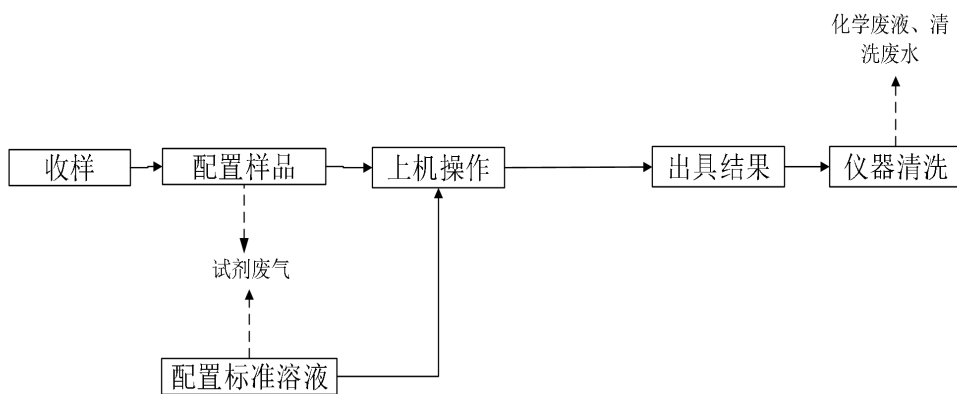 化学废液、清
洗废水
收样
配置样品
上机操作
出具结果
仪器清洗
试剂废气
配置标准溶液